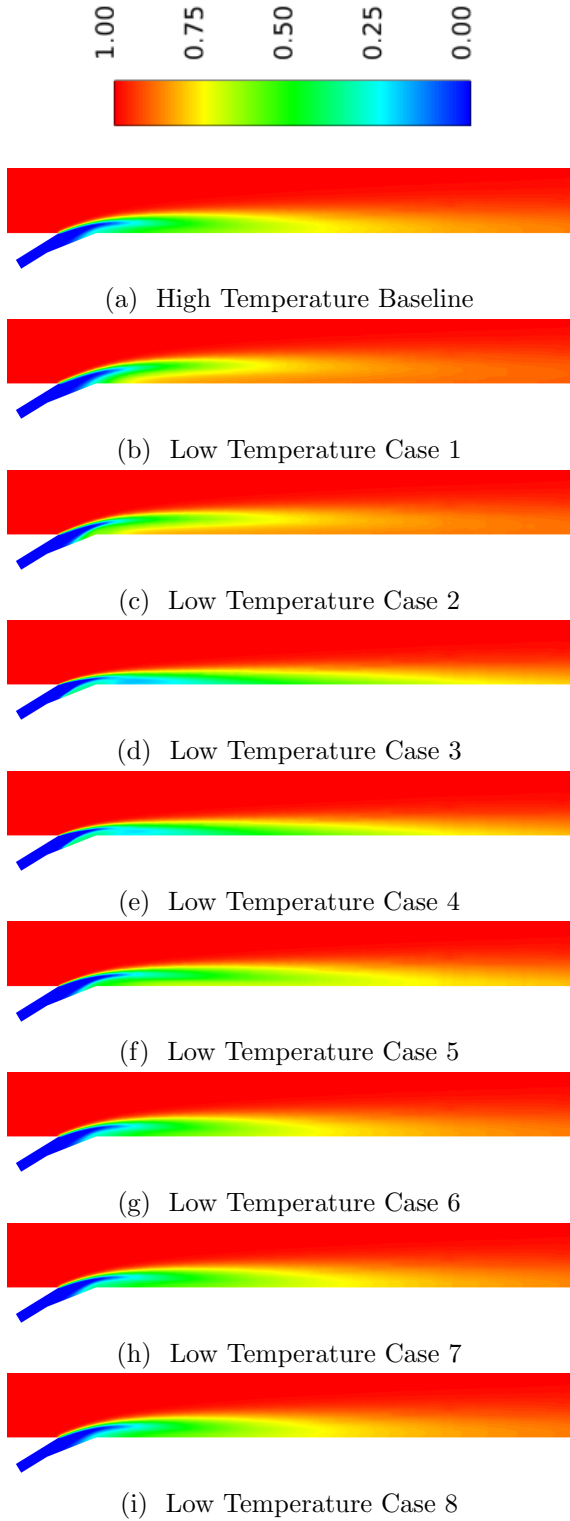 1.00
0.75
0.50
0.25
0.00
(a) High Temperature Baseline
(b) Low Temperature Case 1
(c) Low Temperature Case 2
(d) Low Temperature Case 3
(e) Low Temperature Case 4
(f) Low Temperature Case 5
(g) Low Temperature Case 6
(h) Low Temperature Case 7
(i) Low Temperature Case 8